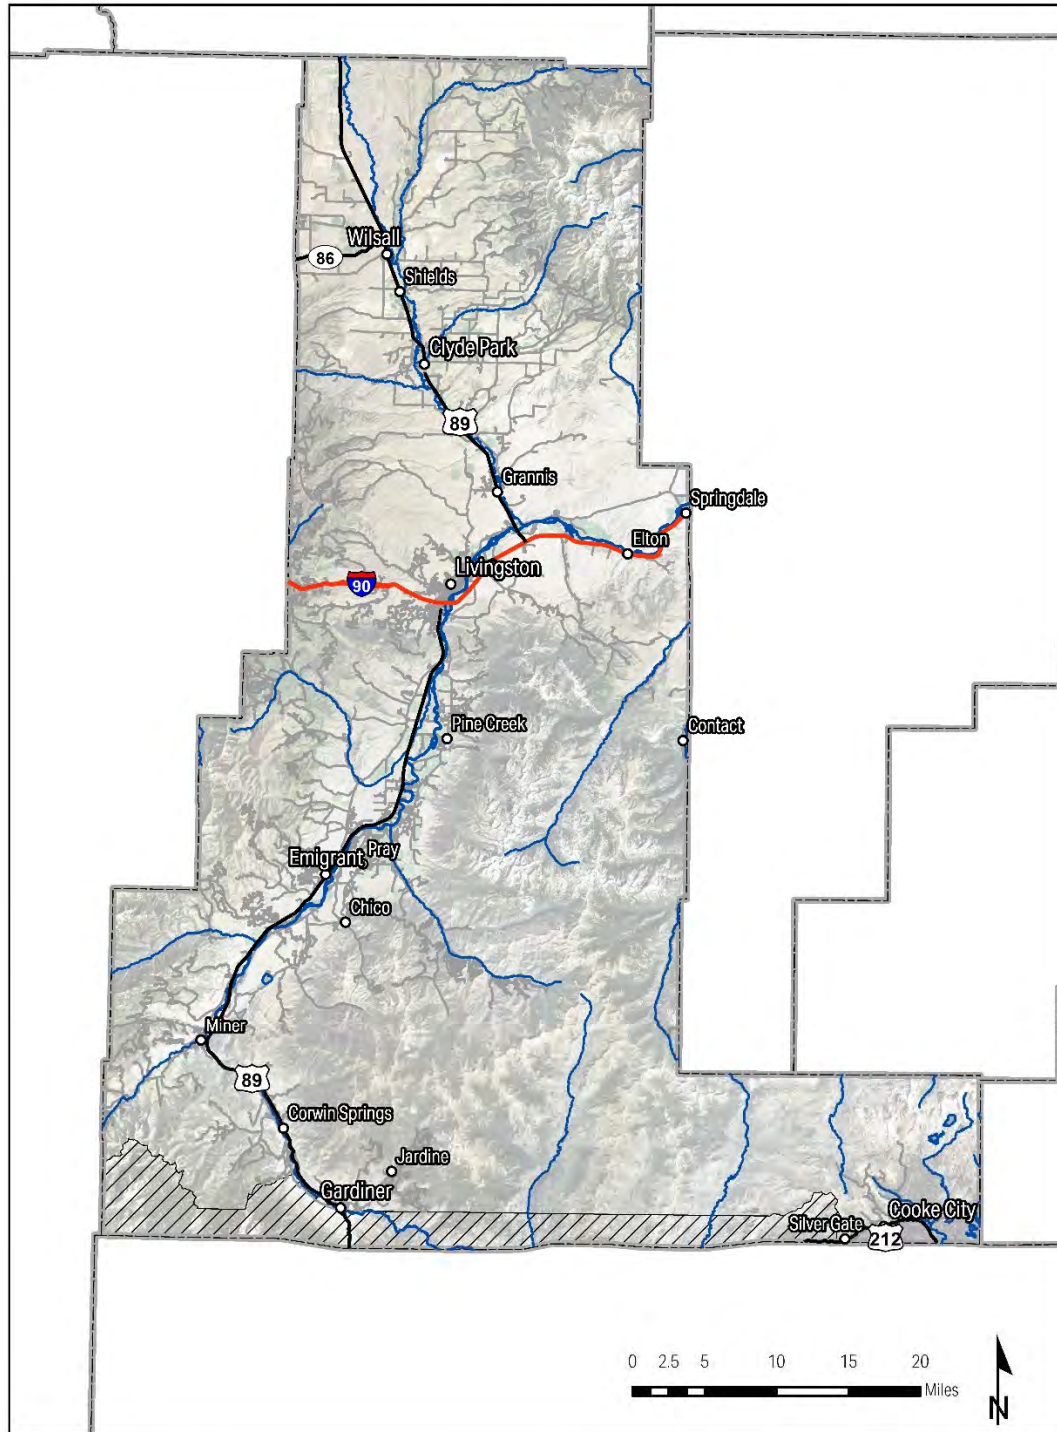 Wilsall
86
Shields
Clyde Park
89
Grannis
Springdale
Elton
Livingston
90
Pine Creek
Contact
Emigrant
Pray
Chico
Miner
89
Corwin Springs
Jardine
Gardiner
Cooke City
Silver Gate
212
0 2.5 5 10 15 20
Miles
N